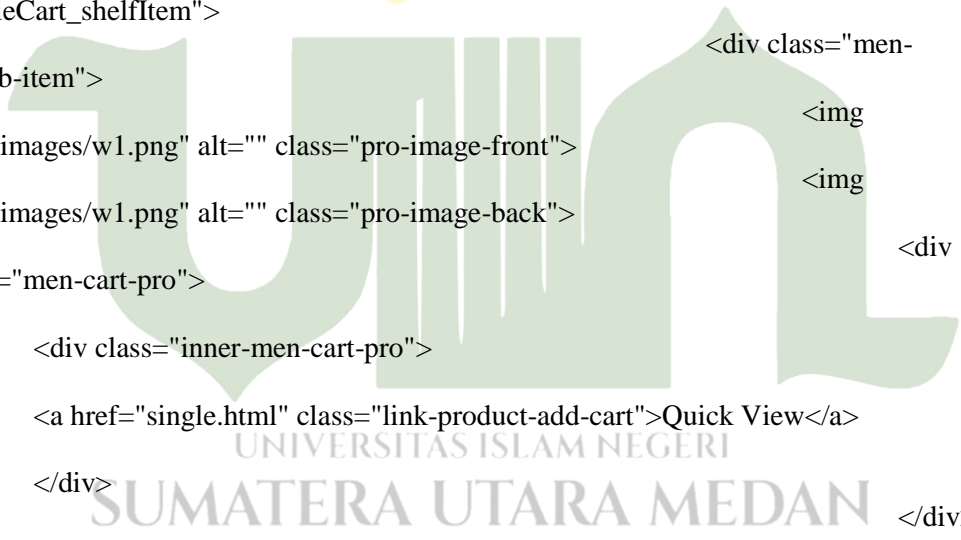 eCart_shelfItem">
<div class="men-
b-item">
<img
images/w1.png" alt="" class="pro-image-front">
<img
images/w1.png" alt="" class="pro-image-back">
<div
="men-cart-pro">
<div class="inner-men-cart-pro">
<a href="single.html" class="link-product-add-cart">Quick View</a>
UNIVERSITAS ISLAM NEGERI
</div>
SUMATERA UTARA MEDAN
</div